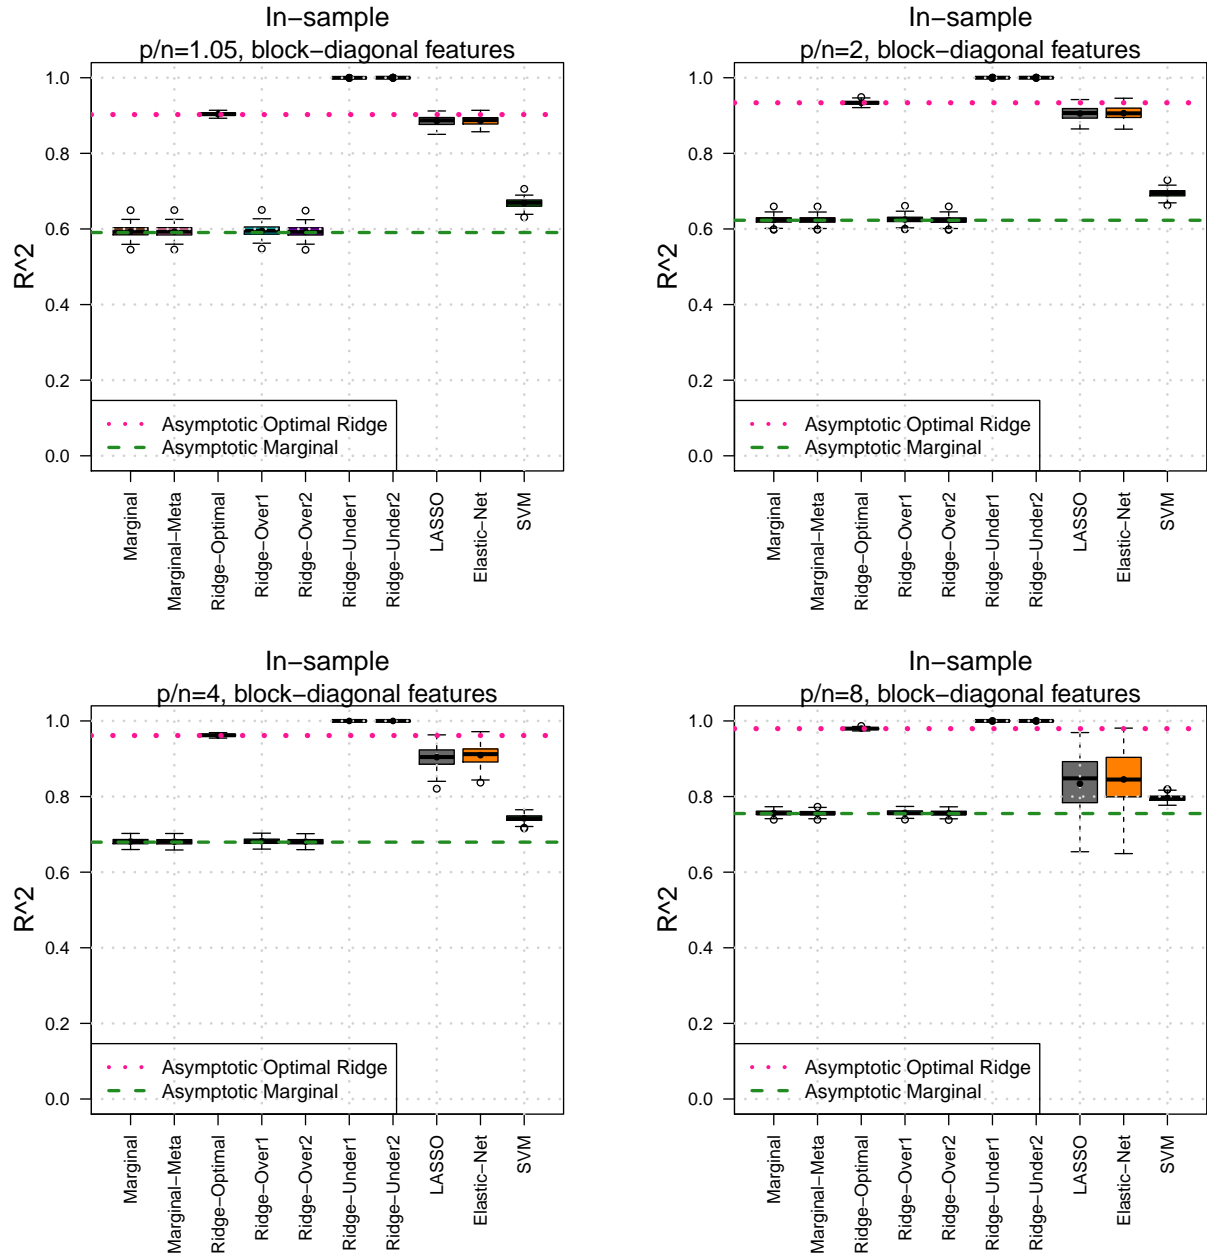 In−sample
p/n=1.05, block−diagonal features
R^2
1.0
0.8
0.6
0.4
0.2
0.0
Asymptotic Optimal Ridge
Asymptotic Marginal
Marginal
Marginal−Meta
Ridge−Optimal
Ridge−Over1
Ridge−Over2
Ridge−Under1
Ridge−Under2
LASSO
Elastic−Net
SVM
In−sample
p/n=2, block−diagonal features
R^2
1.0
0.8
0.6
0.4
0.2
0.0
Asymptotic Optimal Ridge
Asymptotic Marginal
Marginal
Marginal−Meta
Ridge−Optimal
Ridge−Over1
Ridge−Over2
Ridge−Under1
Ridge−Under2
LASSO
Elastic−Net
SVM
In−sample
p/n=4, block−diagonal features
R^2
1.0
0.8
0.6
0.4
0.2
0.0
Asymptotic Optimal Ridge
Asymptotic Marginal
Marginal
Marginal−Meta
Ridge−Optimal
Ridge−Over1
Ridge−Over2
Ridge−Under1
Ridge−Under2
LASSO
Elastic−Net
SVM
In−sample
p/n=8, block−diagonal features
R^2
1.0
0.8
0.6
0.4
0.2
0.0
Asymptotic Optimal Ridge
Asymptotic Marginal
Marginal
Marginal−Meta
Ridge−Optimal
Ridge−Over1
Ridge−Over2
Ridge−Under1
Ridge−Under2
LASSO
Elastic−Net
SVM